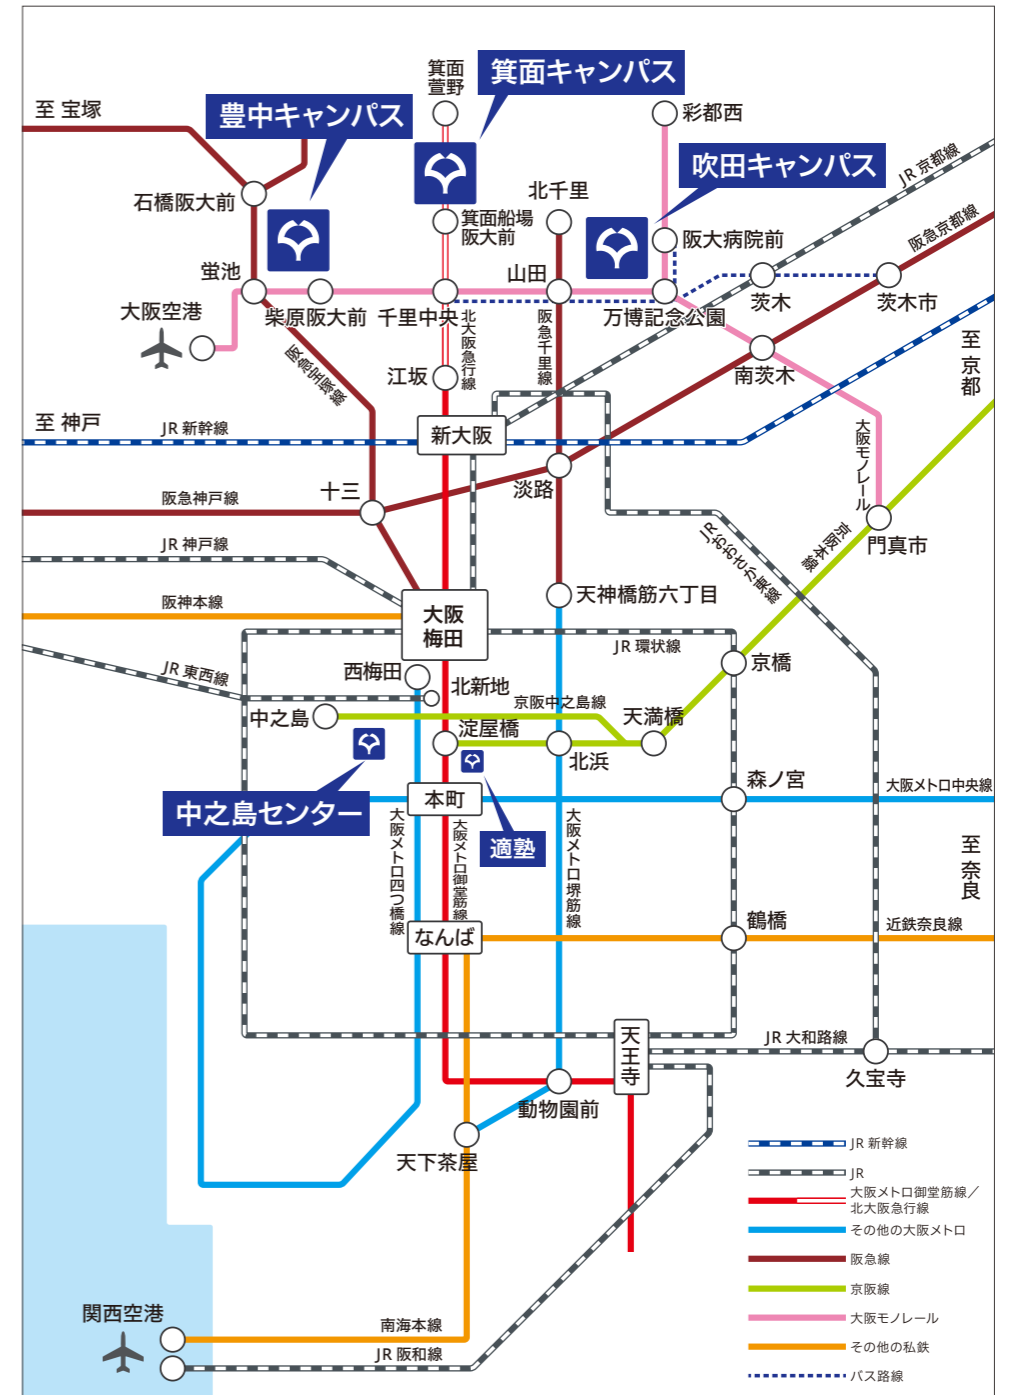 箕面
萱野
箕面キャンパス
至 宝塚
豊中キャンパス
彩都西
吹田キャンパス
JR 京都線
石橋阪大前
北千里
箕面船場
阪大前
阪大病院前
阪急京都線
蛍池
山田
茨木
茨木市
大阪空港
柴原阪大前
千里中央
万博記念公園
北大阪急行線
阪急千里線
阪急宝塚線
江坂
南茨木
至 京都
至 神戸
JR 新幹線
新大阪
大阪モノレール
十三
淡路
阪急神戸線
門真市
京阪本線
JRおおさか東線
JR 神戸線
阪神本線
大阪
梅田
天神橋筋六丁目
JR 環状線
京橋
JR 東西線
西梅田
北新地
京阪中之島線
中之島
淀屋橋
天満橋
北浜
森ノ宮
大阪メトロ中央線
中之島センター
本町
適塾
大阪メトロ四つ橋線
大阪メトロ御堂筋線
大阪メトロ堺筋線
至 奈良
なんば
鶴橋
近鉄奈良線
天王寺
JR 大和路線
久宝寺
動物園前
天下茶屋
関西空港
南海本線
JR 阪和線
JR 新幹線
JR
大阪メトロ御堂筋線／
北大阪急行線
その他の大阪メトロ
阪急線
京阪線
大阪モノレール
その他の私鉄
バス路線